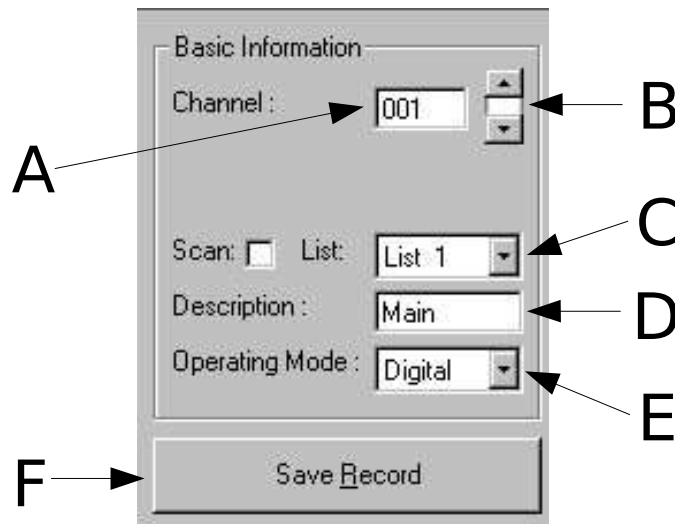 Basic Information
Channel : 001
B
A
C
Scan: List: List 1
Description : Main
D
Operating Mode : Digital
E
F
Save Record